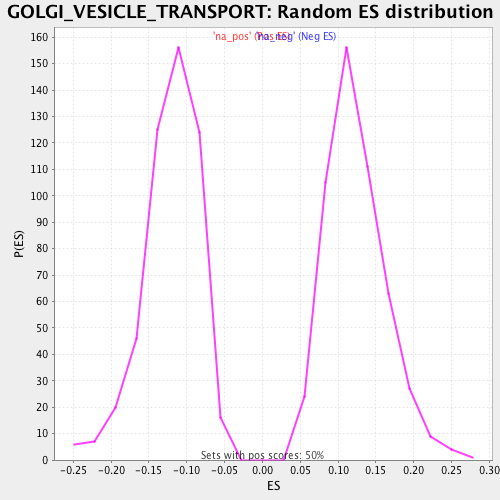 GOLGI_VESICLE_TRANSPORT: Random ES distribution
'na_pos' (Pos ES) 'na_neg' (Neg ES)
160
150
140
130
120
110
100
90
80
70
60
50
40
30
20
10
0
P(ES)
Sets with pos scores: 50%
-0.25 -0.20 -0.15 -0.10 -0.05 0.00 0.05 0.10 0.15 0.20 0.25 0.30
ES